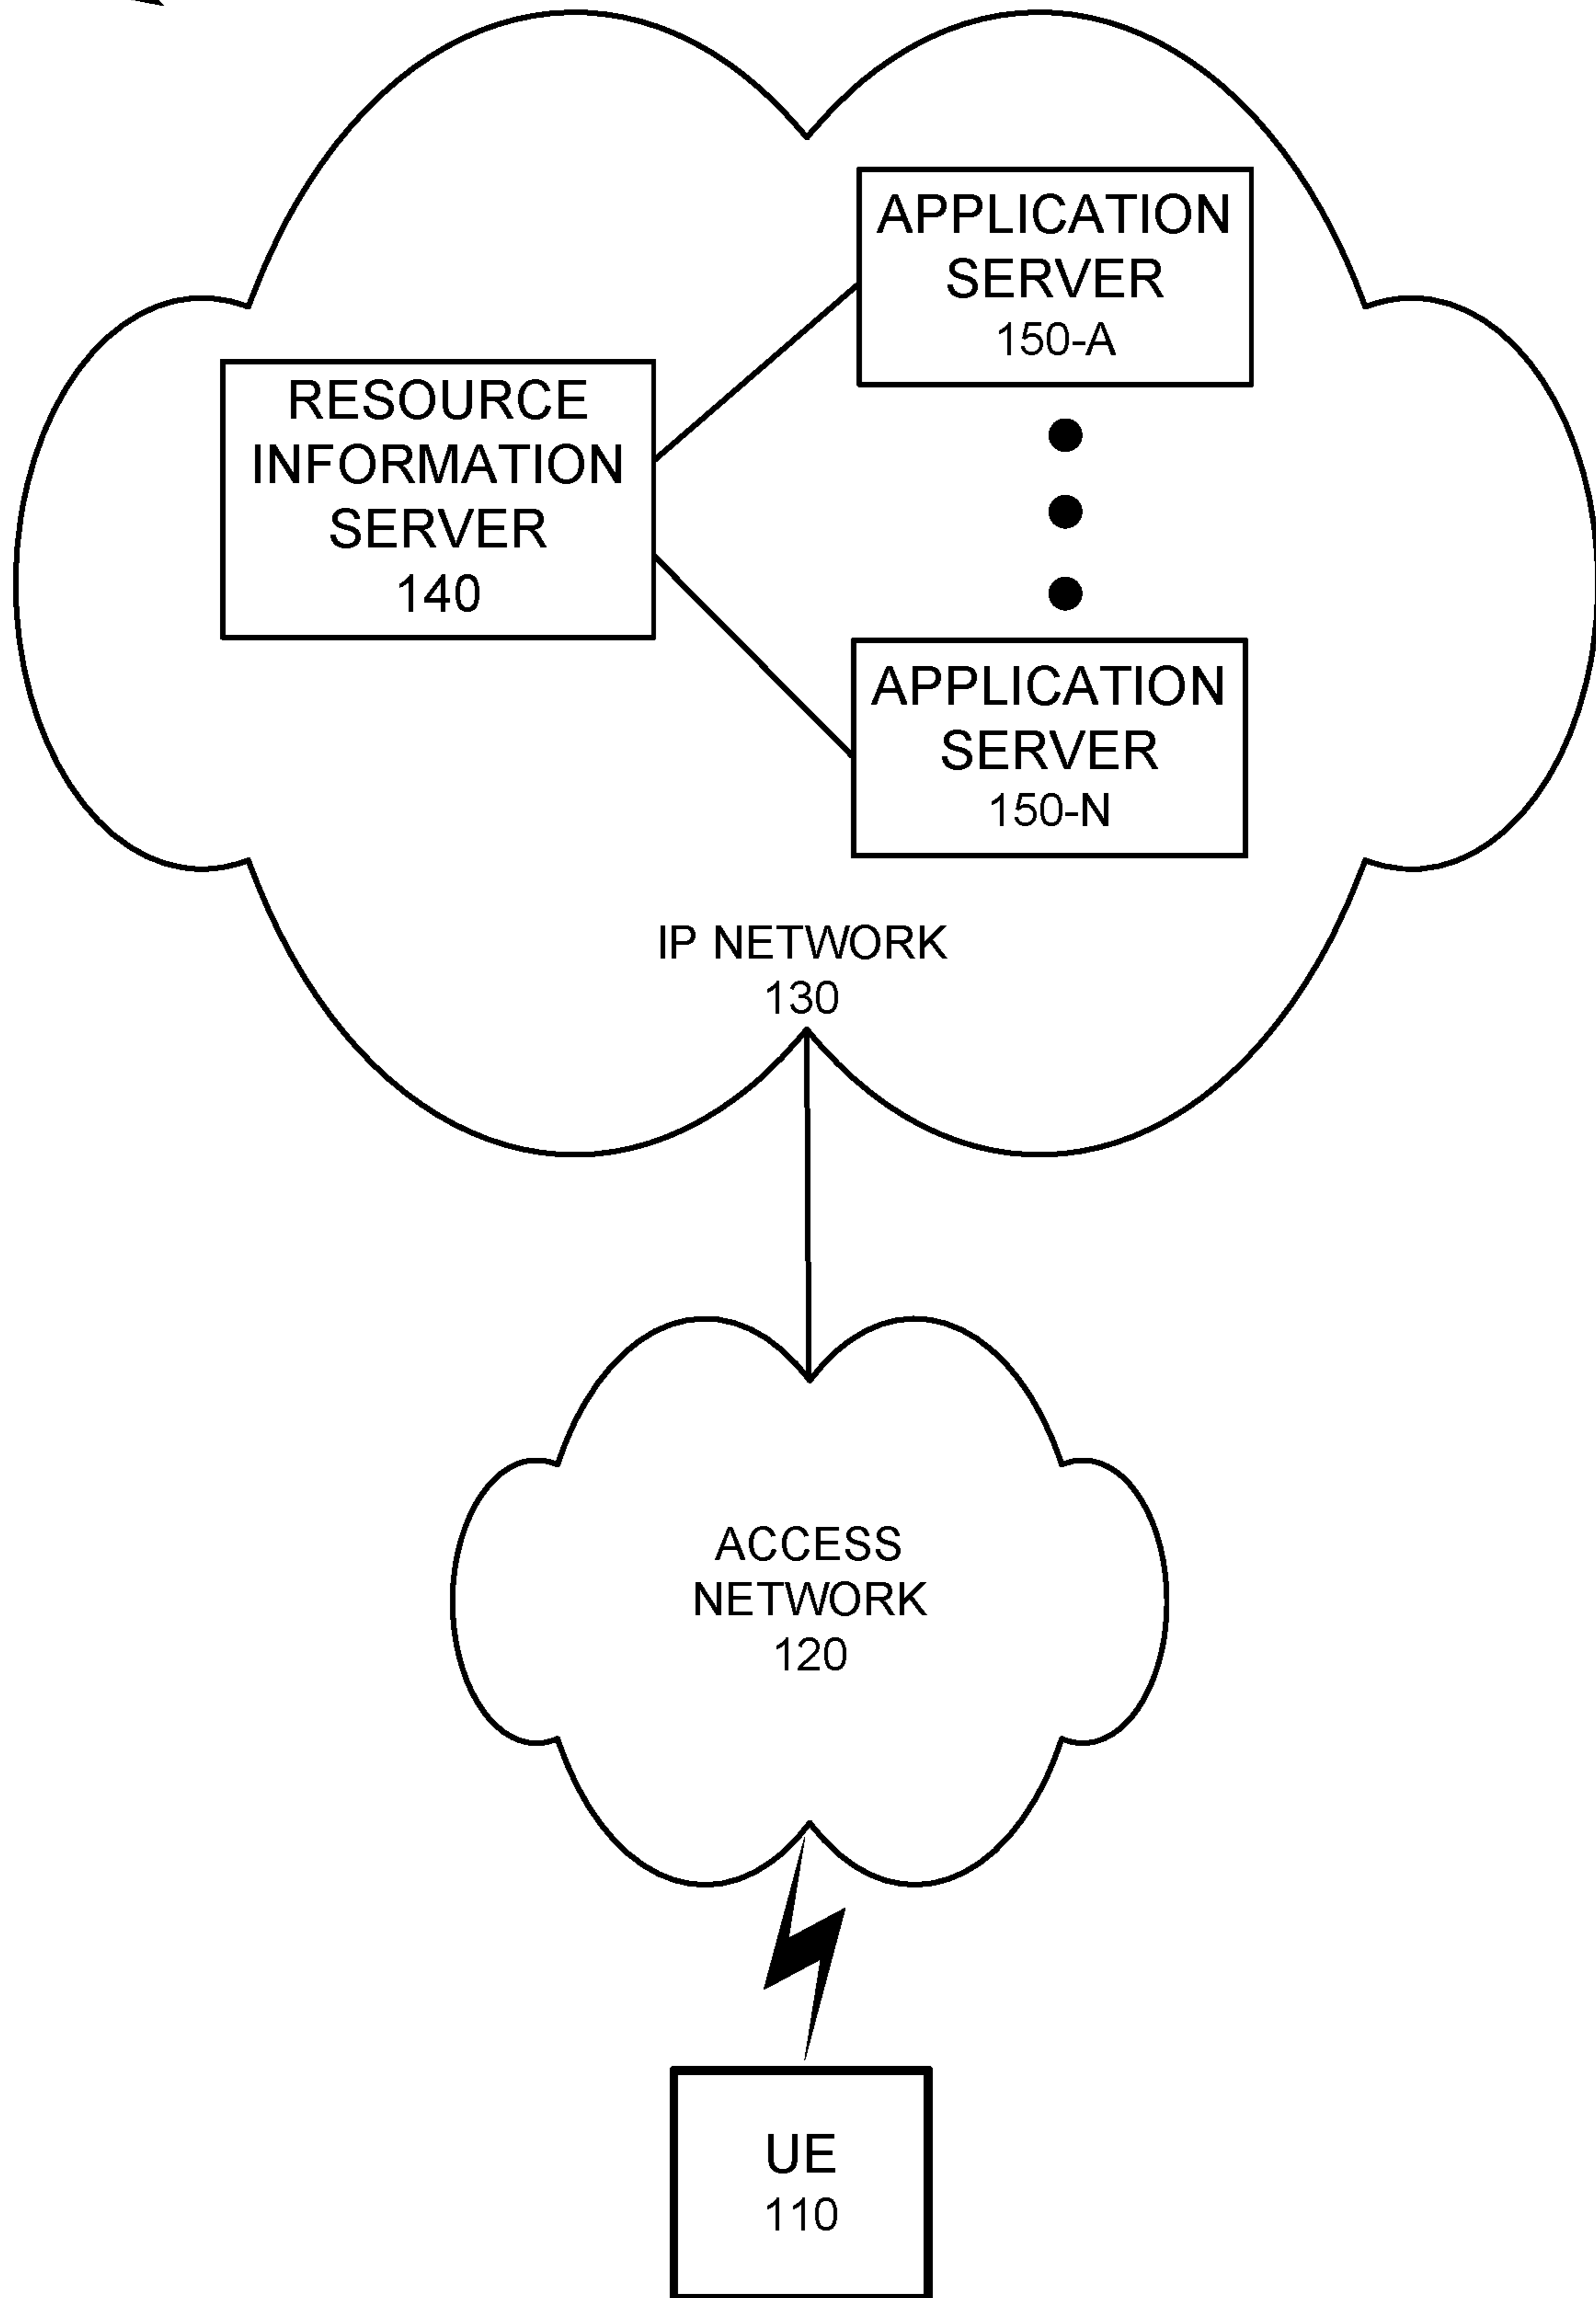 APPLICATION
SERVER
150-A
RESOURCE
INFORMATION
SERVER
140
APPLICATION
SERVER
150-N
IP NETWORK
130
ACCESS
NETWORK
120
UE
110